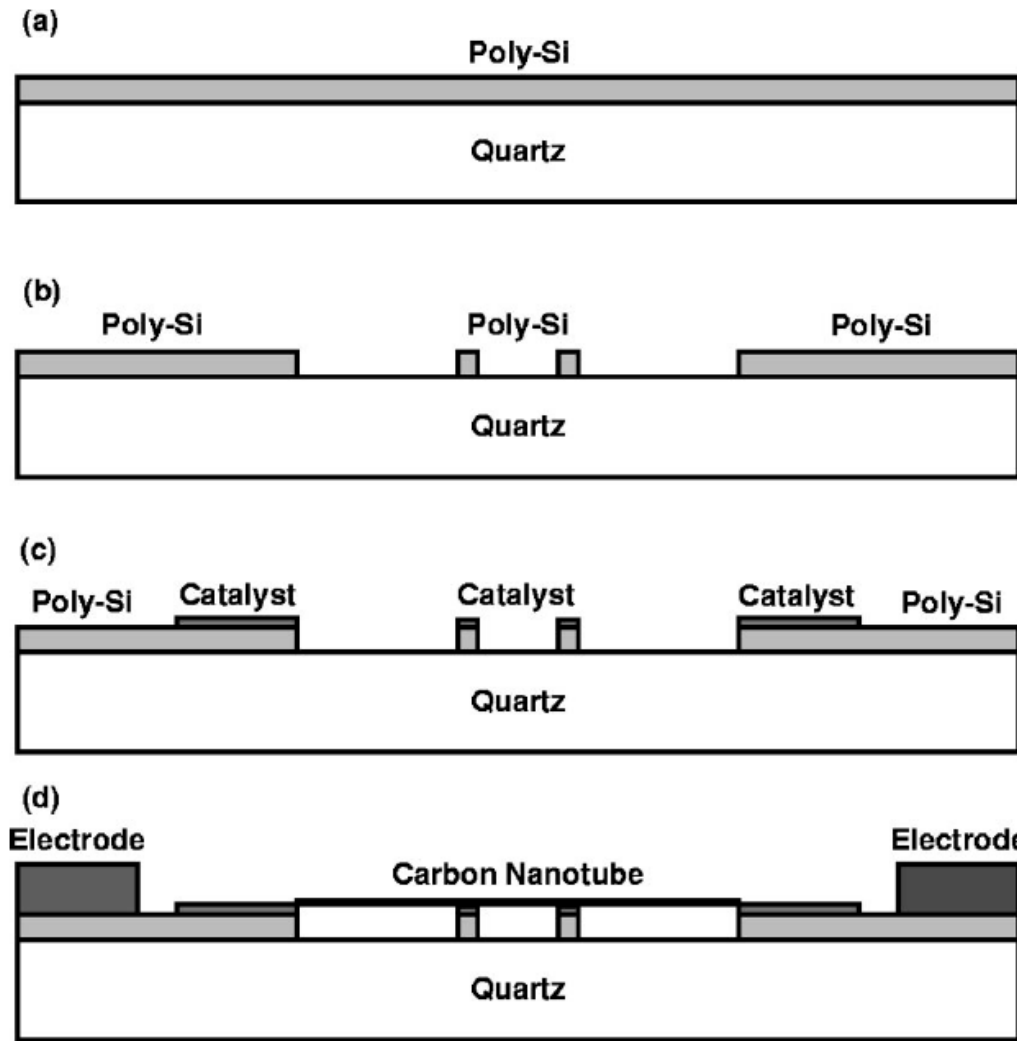 (a)
Poly-Si
Quartz
(b)
Poly-Si Poly-Si Poly-Si
Quartz
(c)
Poly-Si Catalyst Catalyst Catalyst Poly-Si
Quartz
(d)
Electrode Electrode
Carbon Nanotube
Quartz